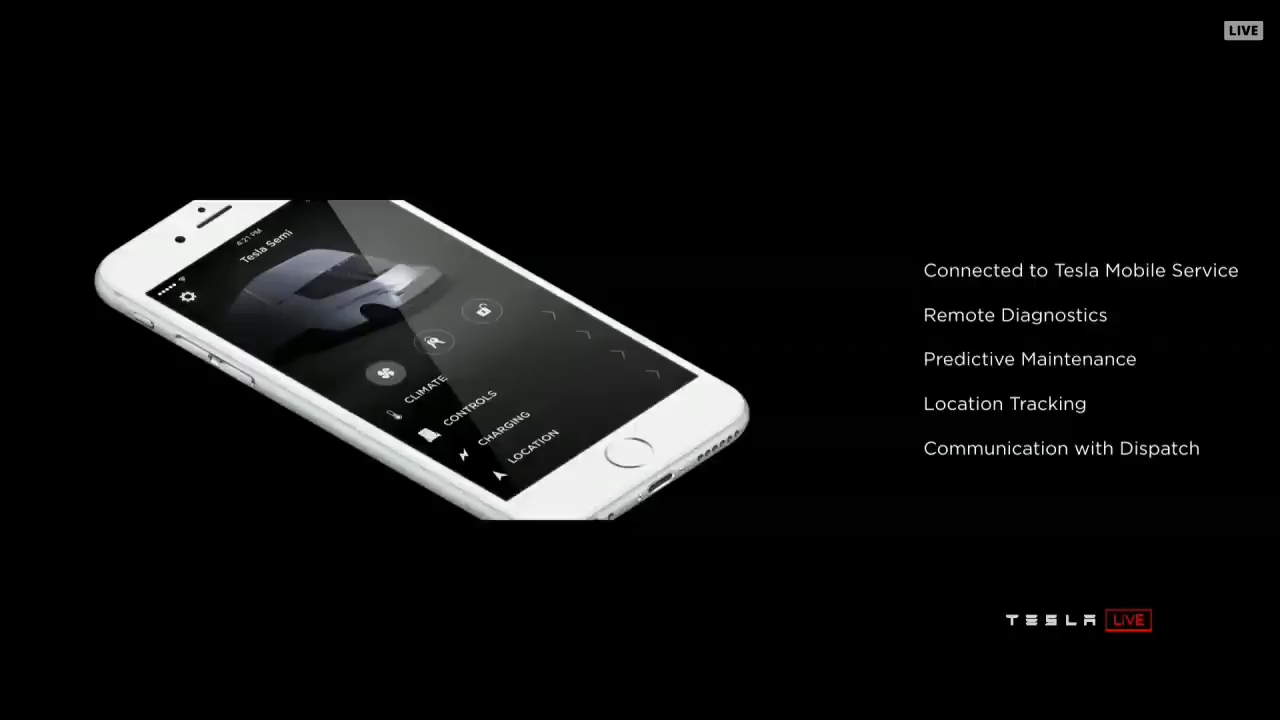 LIVE
4:21 PM
Tesla Semi
CLIMATE
CONTROLS
CHARGING
LOCATION
Connected to Tesla Mobile Service
Remote Diagnostics
Predictive Maintenance
Location Tracking
Communication with Dispatch
TESLA LIVE